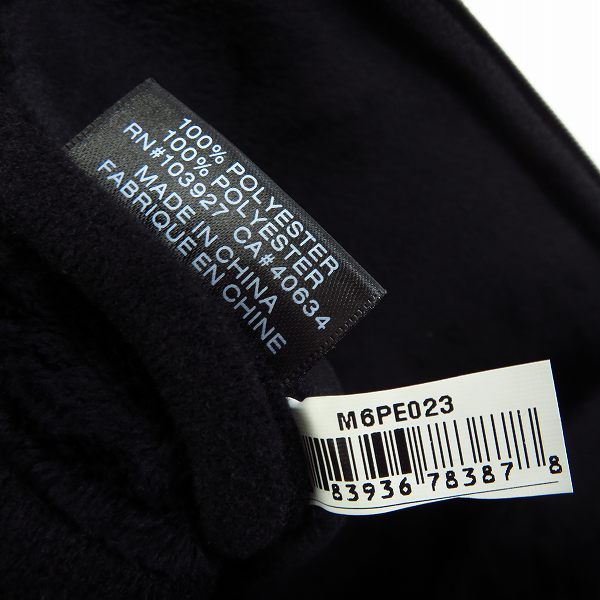 100% POLYESTER
100% POLYESTER
RN#103927 CA#40634
MADE IN CHINA
FABRIQUE EN CHINE
M6PE023
83936 78387 8